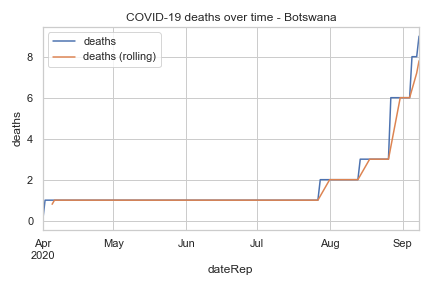 COVID-19 deaths over time - Botswana
deaths
deaths (rolling)
deaths
8
6
4
2
0
Apr
2020
May
Jun
Jul
Aug
Sep
dateRep